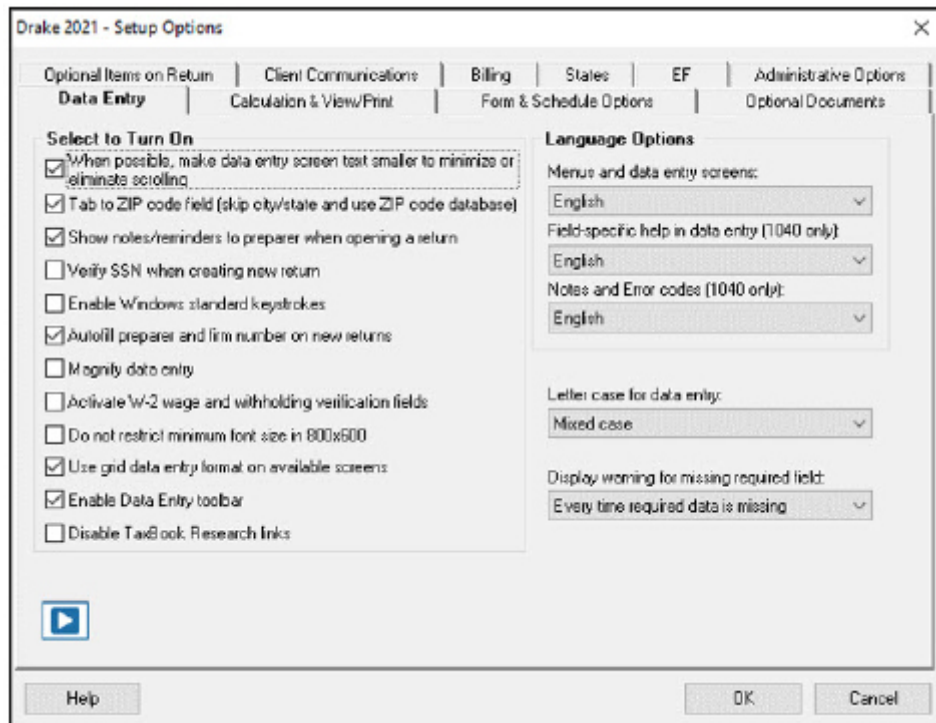 Drake 2021 - Setup Options
Optional Items on Return
Client Communications
Billing
States
EF
Administrative Options
Data Entry
Calculation & View/Print
Form & Schedule Options
Optional Documents
Select to Turn On
When possible, make data entry screen text smaller to minimize or
eliminate scrolling
Tab to ZIP code field (skip city/state and use ZIP code database)
Show notes/reminders to preparer when opening a return
Verify SSN when creating new return
Enable Windows standard keystrokes
Autofill preparer and firm number on new returns
Magnify data entry
Activate W-2 wage and withholding verification fields
Do not restrict minimum font size in 800x600
Use grid data entry format on available screens
Enable Data Entry toolbar
Disable TaxBook Research links
Language Options
Menus and data entry screens:
English
Field-specific help in data entry (1040 only):
English
Notes and Error codes (1040 only):
English
Letter case for data entry:
Mixed case
Display warning for missing required field:
Every time required data is missing
Help
OK
Cancel